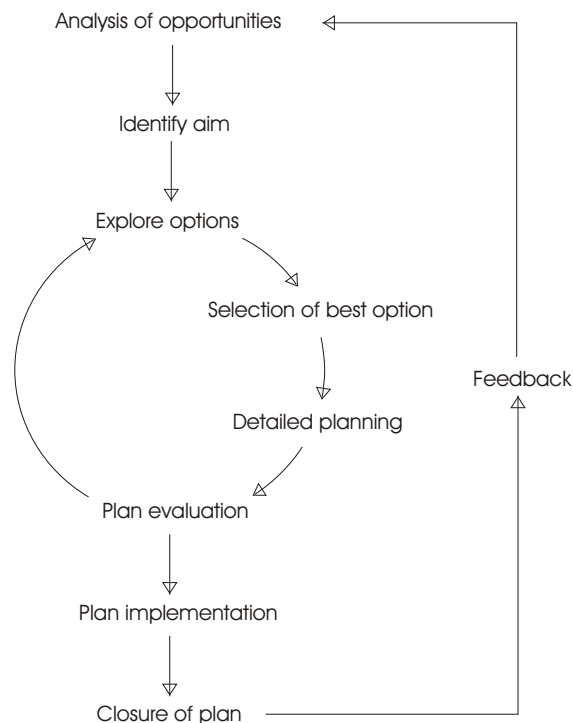 Analysis of opportunities
Identify aim
Explore options
Selection of best option
Feedback
Detailed planning
Plan evaluation
Plan implementation
Closure of plan